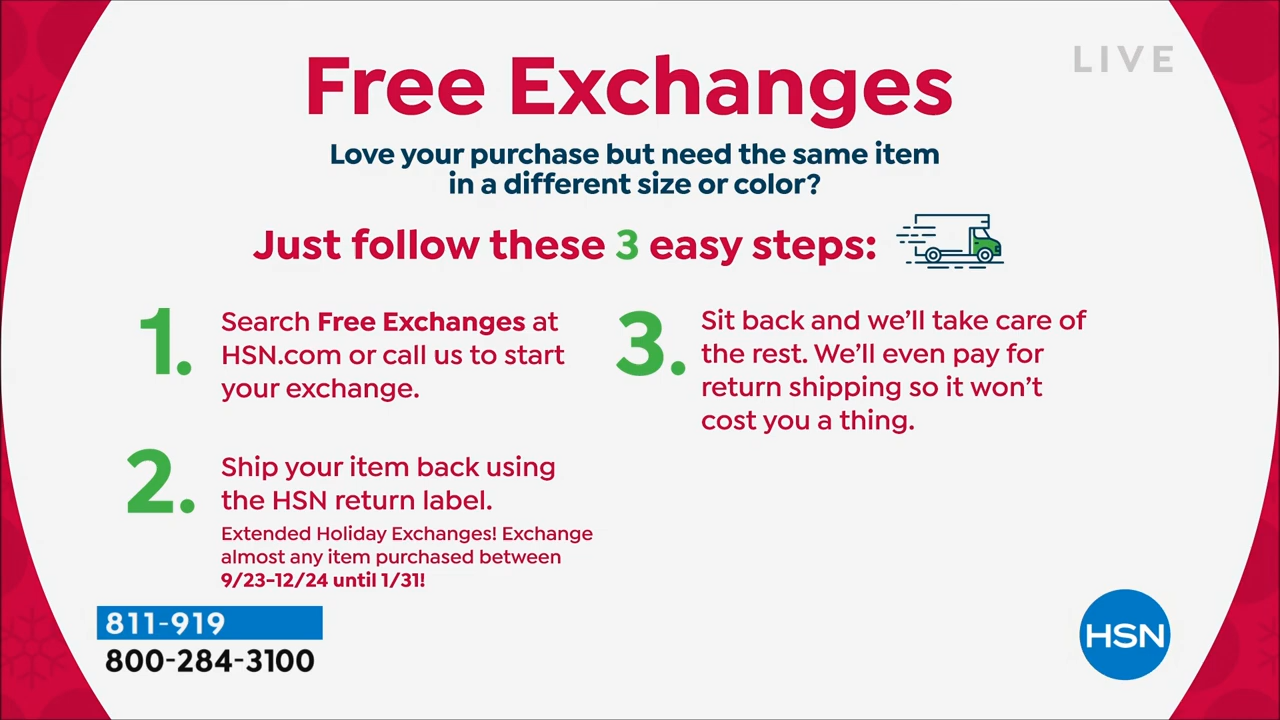 LIVE
Free Exchanges
Love your purchase but need the same item
in a different size or color?
Just follow these 3 easy steps:
1. Search Free Exchanges at
HSN.com or call us to start
your exchange.
2. Ship your item back using
the HSN return label.
Extended Holiday Exchanges! Exchange
almost any item purchased between
9/23-12/24 until 1/31!
3. Sit back and we'll take care of
the rest. We'll even pay for
return shipping so it won't
cost you a thing.
811-919
800-284-3100
HSN